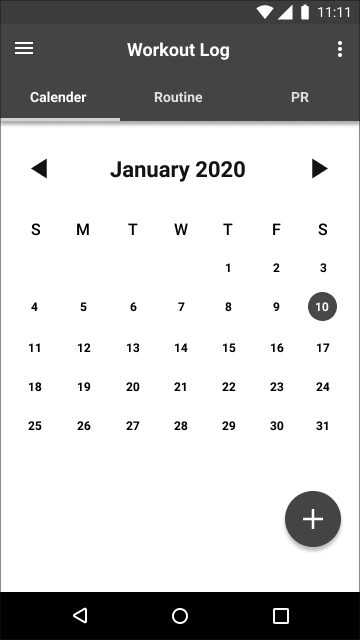 11:11
Workout Log
Calender Routine PR
January 2020
S M T W T F S
1 2 3
4 5 6 7 8 9 10
11 12 13 14 15 16 17
18 19 20 21 22 23 24
25 26 27 28 29 30 31